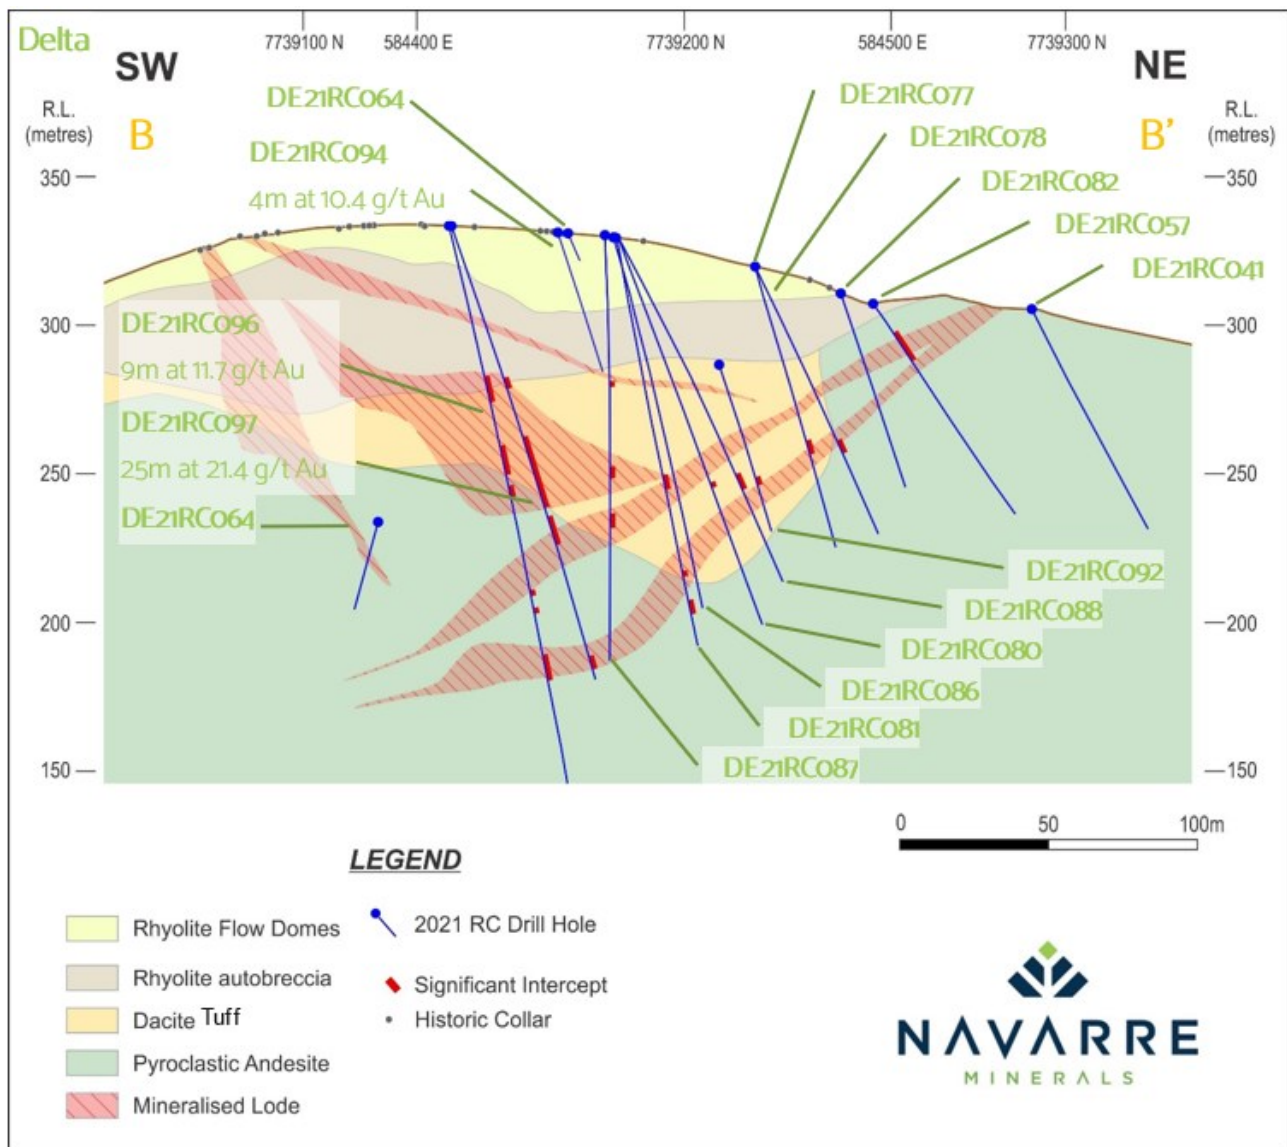 Delta
7739100 N
584400 E
7739200 N
584500 E
7739300 N
SW
NE
R.L.
(metres)
B
B'
R.L.
(metres)
DE21RC064
DE21RC094
4m at 10.4 g/t Au
DE21RC077
DE21RC078
DE21RC082
DE21RC057
DE21RC041
350
350
300
300
250
250
200
200
150
150
DE21RC096
9m at 11.7 g/t Au
DE21RC097
25m at 21.4 g/t Au
DE21RC064
DE21RC092
DE21RC088
DE21RC080
DE21RC086
DE21RC081
DE21RC087
0
50
100m
LEGEND
Rhyolite Flow Domes
Rhyolite autobreccia
Dacite Tuff
Pyroclastic Andesite
Mineralised Lode
2021 RC Drill Hole
Significant Intercept
Historic Collar
NAVARRE
MINERALS